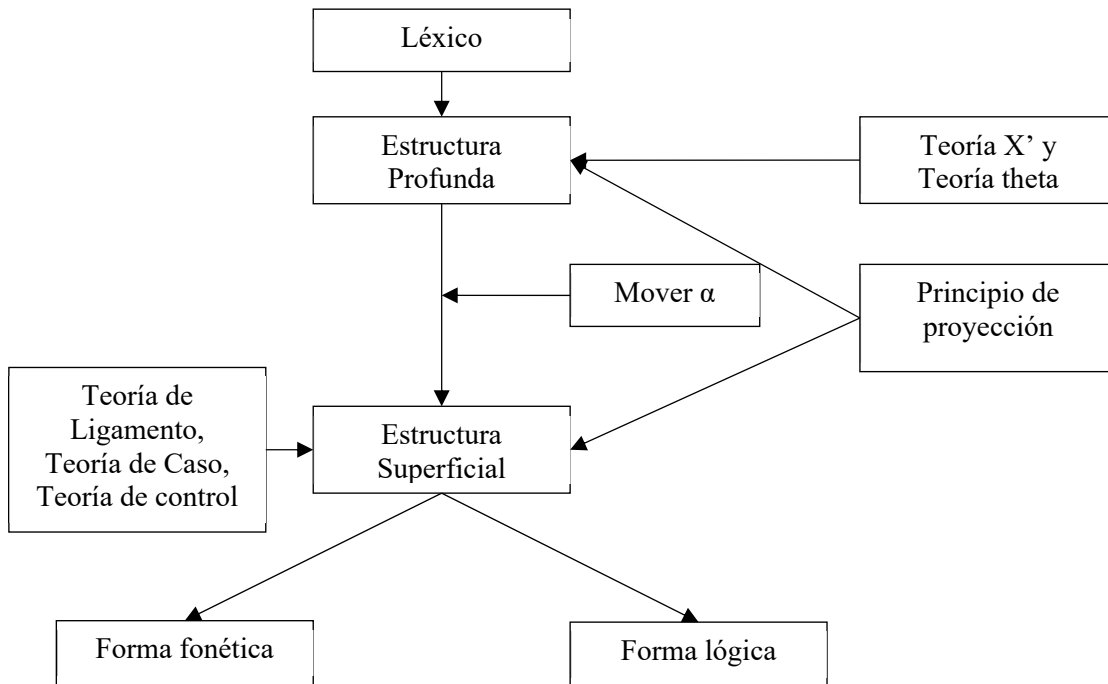 Léxico
Estructura
Profunda
Teoría X’ y
Teoría theta
Mover α
Principio de
proyección
Teoría de
Ligamento,
Teoría de Caso,
Teoría de control
Estructura
Superficial
Forma fonética
Forma lógica